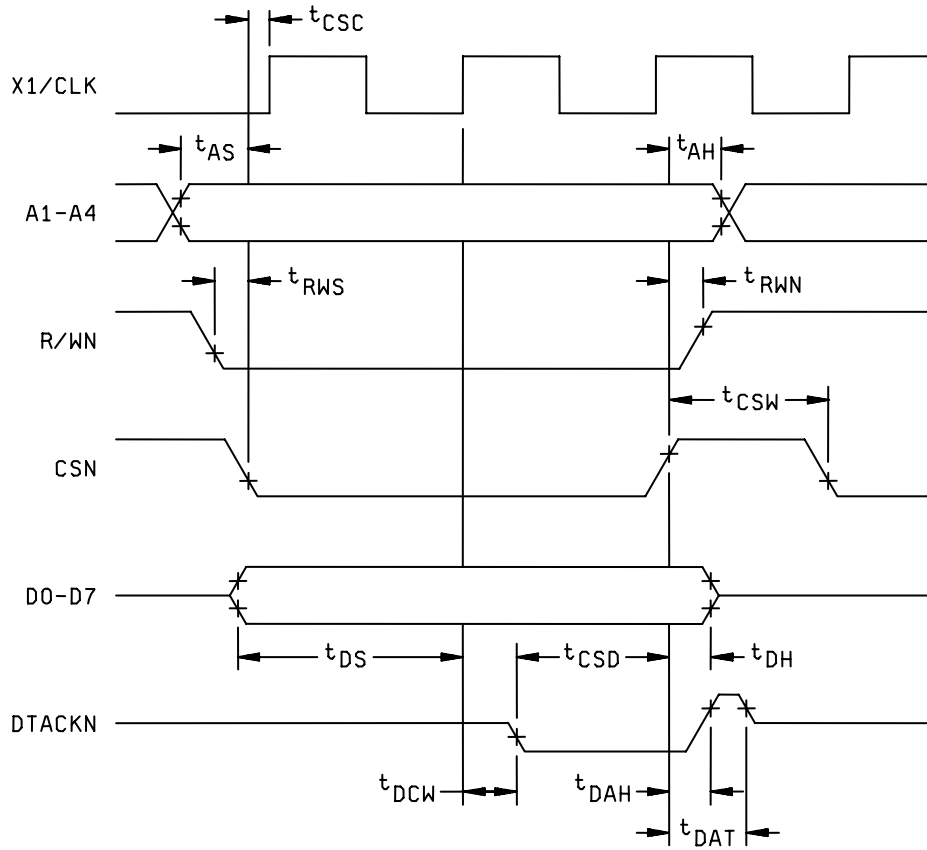 tCSC
X1/CLK
tAS
tAH
A1-A4
tRWS
tRWN
R/WN
tCSW
CSN
D0-D7
tDS
tCSD
tDH
DTACKN
tDCW
tDAH
tDAT